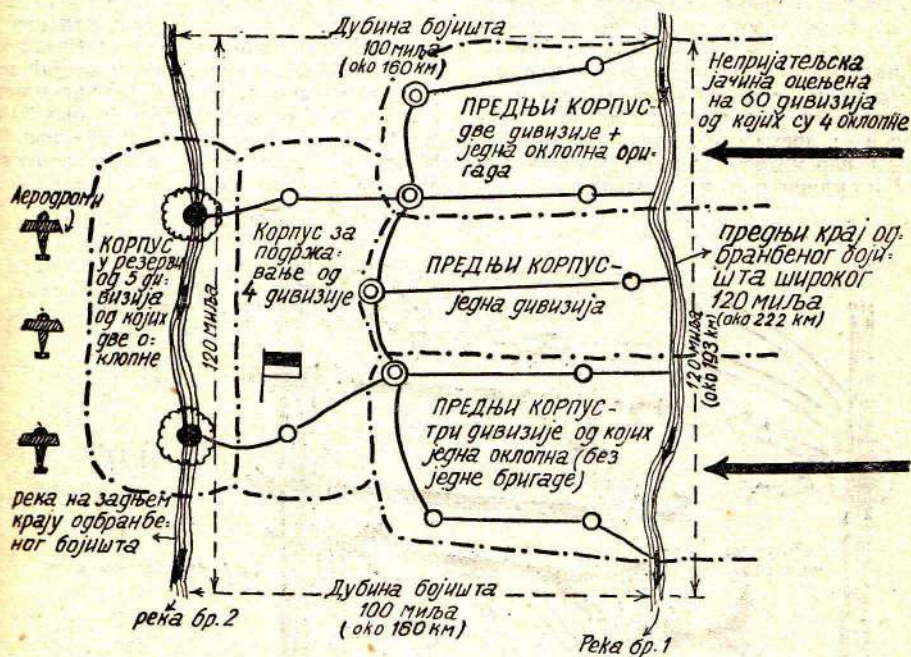 Дубина бојишта
100 миља
(око 160 км)
Непријатељска
јачина оцењена
на 60 дивизија
од којих су 4 оклопне
ПРЕДЊИ КОРПУС-
две дивизије +
једна оклопна бри-
гада
Аеродроми
КОРПУС
у резерви
од 5 ди-
визија
од којих
две о-
клопне
120 миља
Корпус за
подржа-
вање од
4 дивизије
ПРЕДЊИ КОРПУС-
једна дивизија
предњи крај од-
бранбеног боји-
шта широког
120 миља
(око 222 км)
120 миља
(око 193 км)
ПРЕДЊИ КОРПУС-
три дивизије од којих
једна оклопна (без
једне бригаде)
река на задњем
крају одбранбе-
ног бојишта
Дубина бојишта
100 миља
(око 160 км)
река бр. 2
Река бр. 1